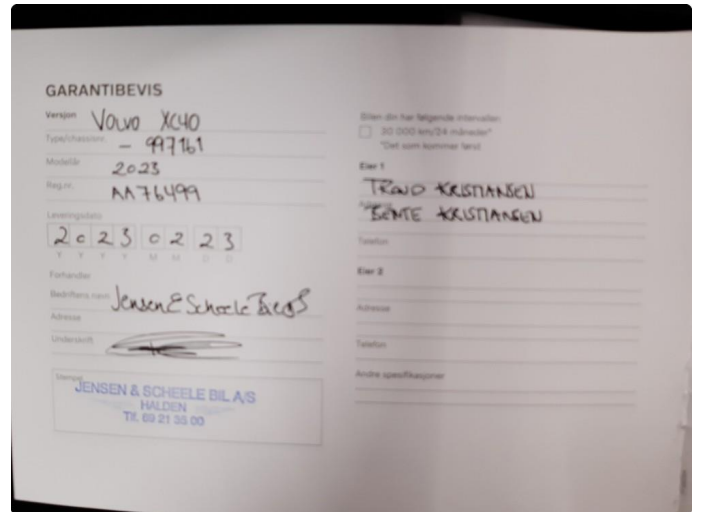 GARANTIBEVIS
Versjon Volvo XC40
Type/chassisnr. - 997161
Modellår 2023
Reg.nr. AA76499
Leveringsdato
2 0 2 3 0 2 2 3
Y Y Y Y M M D D
Forhandler
Bedriftens navn Jensen & Scheele Bil A/S
Adresse
Underskrift
Stempel
JENSEN & SCHEELE BIL A/S
HALDEN
Tlf. 69 21 35 00
Bilen din har følgende intervaller:
30 000 km/24 måneder*
*Det som kommer først
Eier 1
TROND KRISTIANSEN
Adresse BENTE KRISTIANSEN
Telefon
Eier 2
Adresse
Telefon
Andre spesifikasjoner